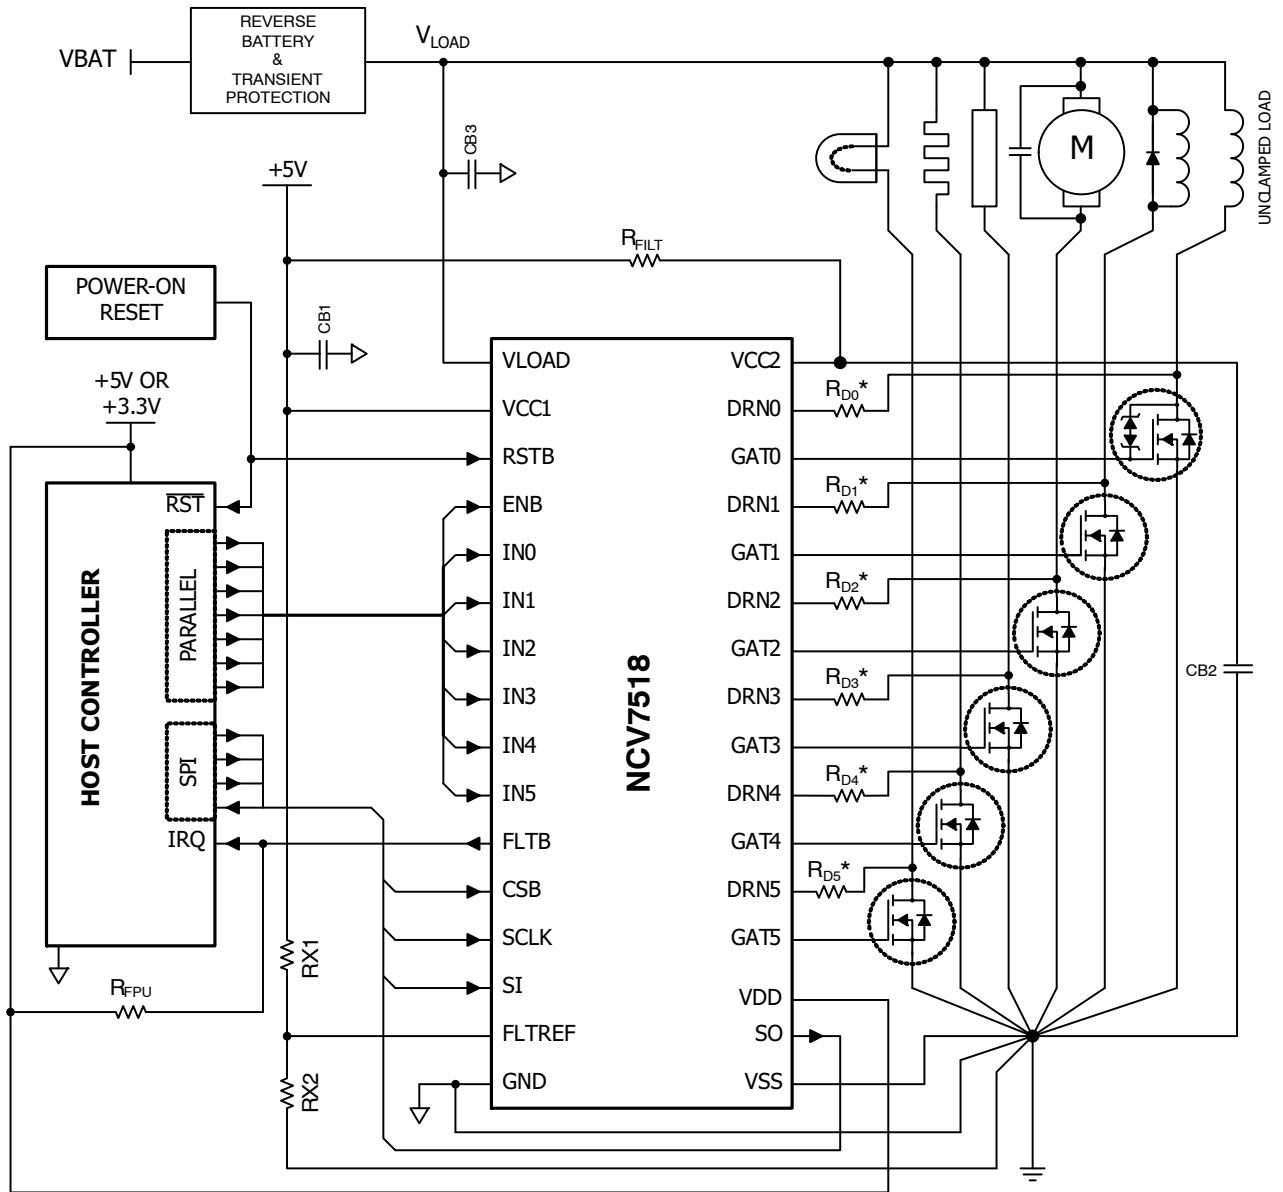 REVERSE
BATTERY
&
TRANSIENT
PROTECTION
VBAT
VLOAD
CB3
+5V
M
UNCLAMPED LOAD
RFILT
POWER-ON
RESET
CB1
+5V OR
+3.3V
HOST CONTROLLER
RST
PARALLEL
SPI
IRQ
RFPU
RX1
RX2
NCV7518
VLOAD
VCC1
RSTB
ENB
IN0
IN1
IN2
IN3
IN4
IN5
FLTB
CSB
SCLK
SI
FLTREF
GND
VCC2
DRN0
GAT0
DRN1
GAT1
DRN2
GAT2
DRN3
GAT3
DRN4
GAT4
DRN5
GAT5
VDD
SO
VSS
RD0*
RD1*
RD2*
RD3*
RD4*
RD5*
CB2